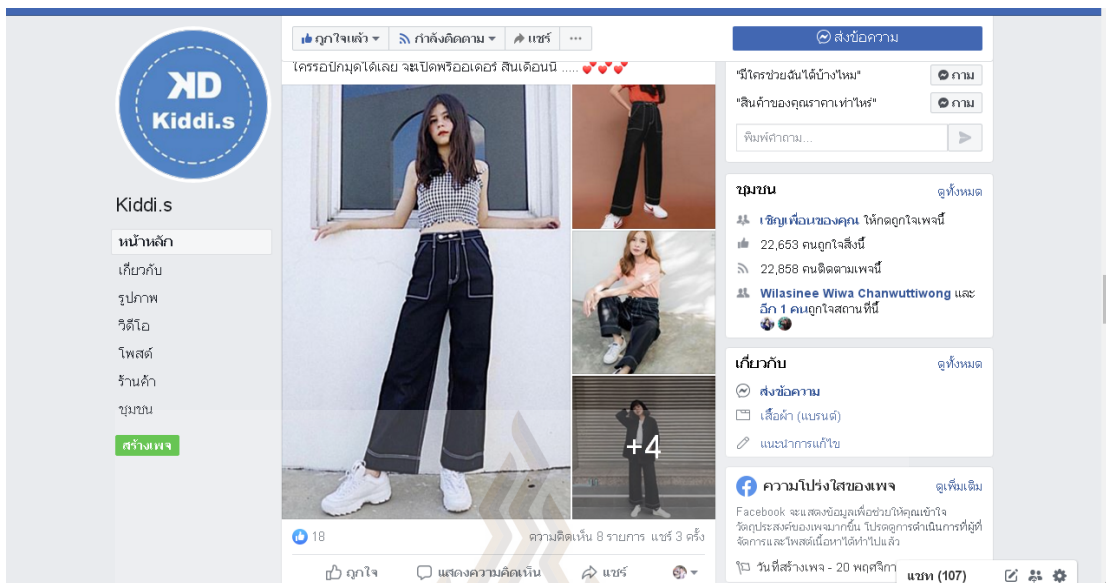 KD
Kiddi.s
Kiddi.s
หน้าหลัก
เกี่ยวกับ
รูปภาพ
วิดีโอ
โพสต์
ร้านค้า
ชุมชน
สร้างเพจ
ถูกใจแล้ว
กำลังติดตาม
แชร์
ใครรอปักมุดได้เลย จะเปิดพรีออเดอร์ สิ้นเดือนนี้ ..... 💕💕💕
+4
18
ความคิดเห็น 8 รายการ แชร์ 3 ครั้ง
ถูกใจ
แสดงความคิดเห็น
แชร์
ส่งข้อความ
"มีใครช่วยฉันได้บ้างไหม"
ถาม
"สินค้าของคุณราคาเท่าไหร่"
ถาม
พิมพ์คำถาม...
ชุมชน
ดูทั้งหมด
เชิญเพื่อนของคุณ ให้กดถูกใจเพจนี้
22,653 คนถูกใจสิ่งนี้
22,858 คนติดตามเพจนี้
Wilasinee Wiwa Chanwuttiwong และ
อีก 1 คนถูกใจสถานที่นี้
เกี่ยวกับ
ดูทั้งหมด
ส่งข้อความ
เสื้อผ้า (แบรนด์)
แนะนำการแก้ไข
ความโปร่งใสของเพจ
ดูเพิ่มเติม
Facebook จะแสดงข้อมูลเพื่อช่วยให้คุณเข้าใจ
วัตถุประสงค์ของเพจมากขึ้น โปรดดูการดำเนินการที่ผู้ที่
จัดการและโพสต์เนื้อหาได้ทำไปแล้ว
วันที่สร้างเพจ - 20 พฤศจิกา
แชท (107)